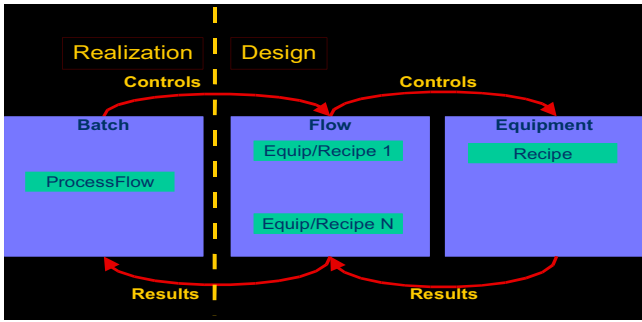 Realization
Design
Controls
Controls
Batch
Flow
Equipment
Equip/Recipe 1
Recipe
ProcessFlow
Equip/Recipe N
Results
Results